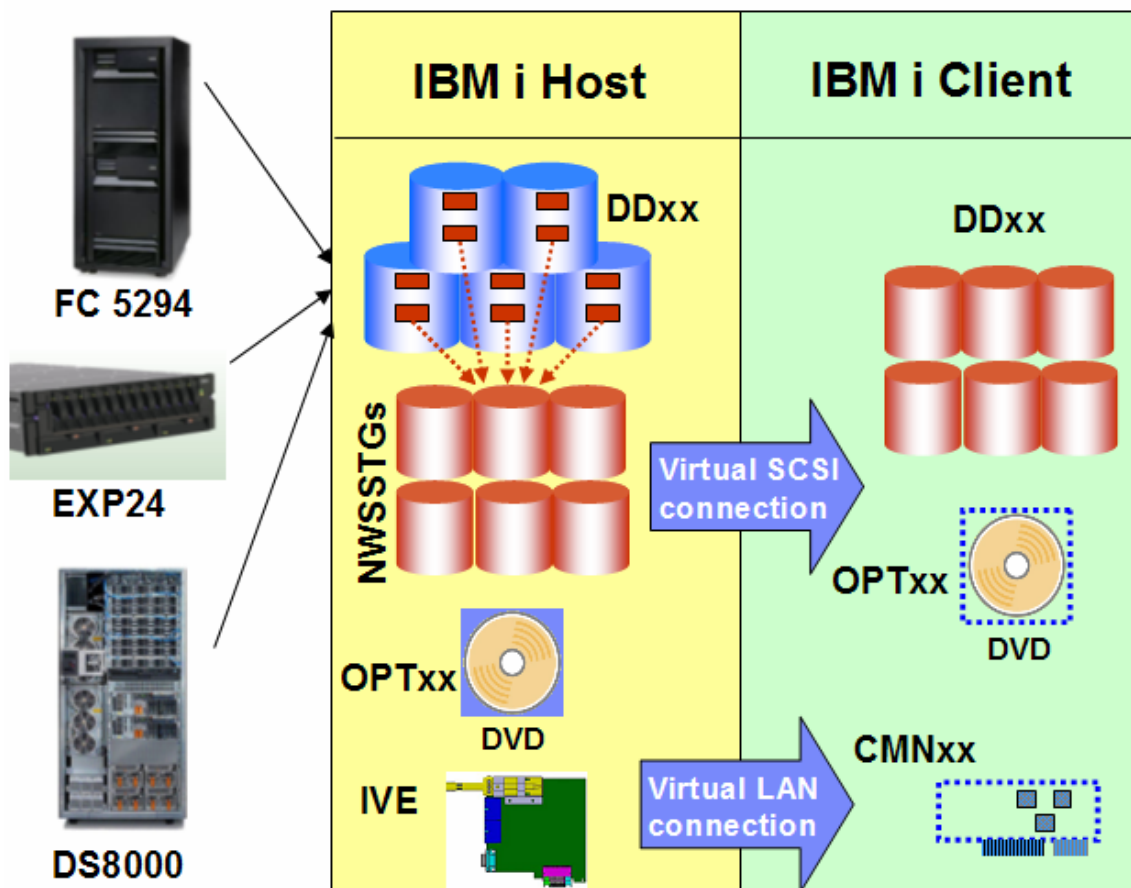 IBM i Host
IBM i Client
FC 5294
EXP24
DS8000
DDxx
NWSSTGs
OPTxx
DVD
IVE
Virtual SCSI
connection
Virtual LAN
connection
DDxx
OPTxx
DVD
CMNxx